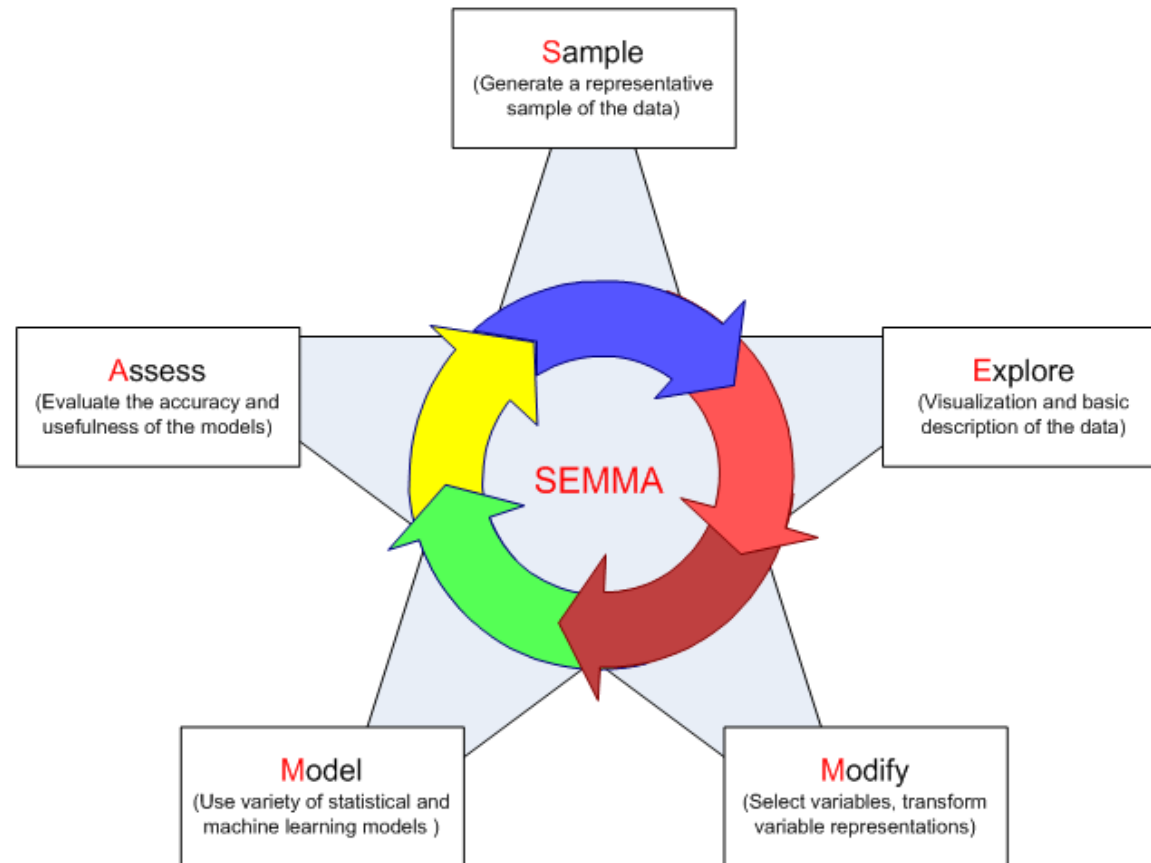 Sample
(Generate a representative
sample of the data)
Assess
(Evaluate the accuracy and
usefulness of the models)
Explore
(Visualization and basic
description of the data)
SEMMA
Model
(Use variety of statistical and
machine learning models )
Modify
(Select variables, transform
variable representations)